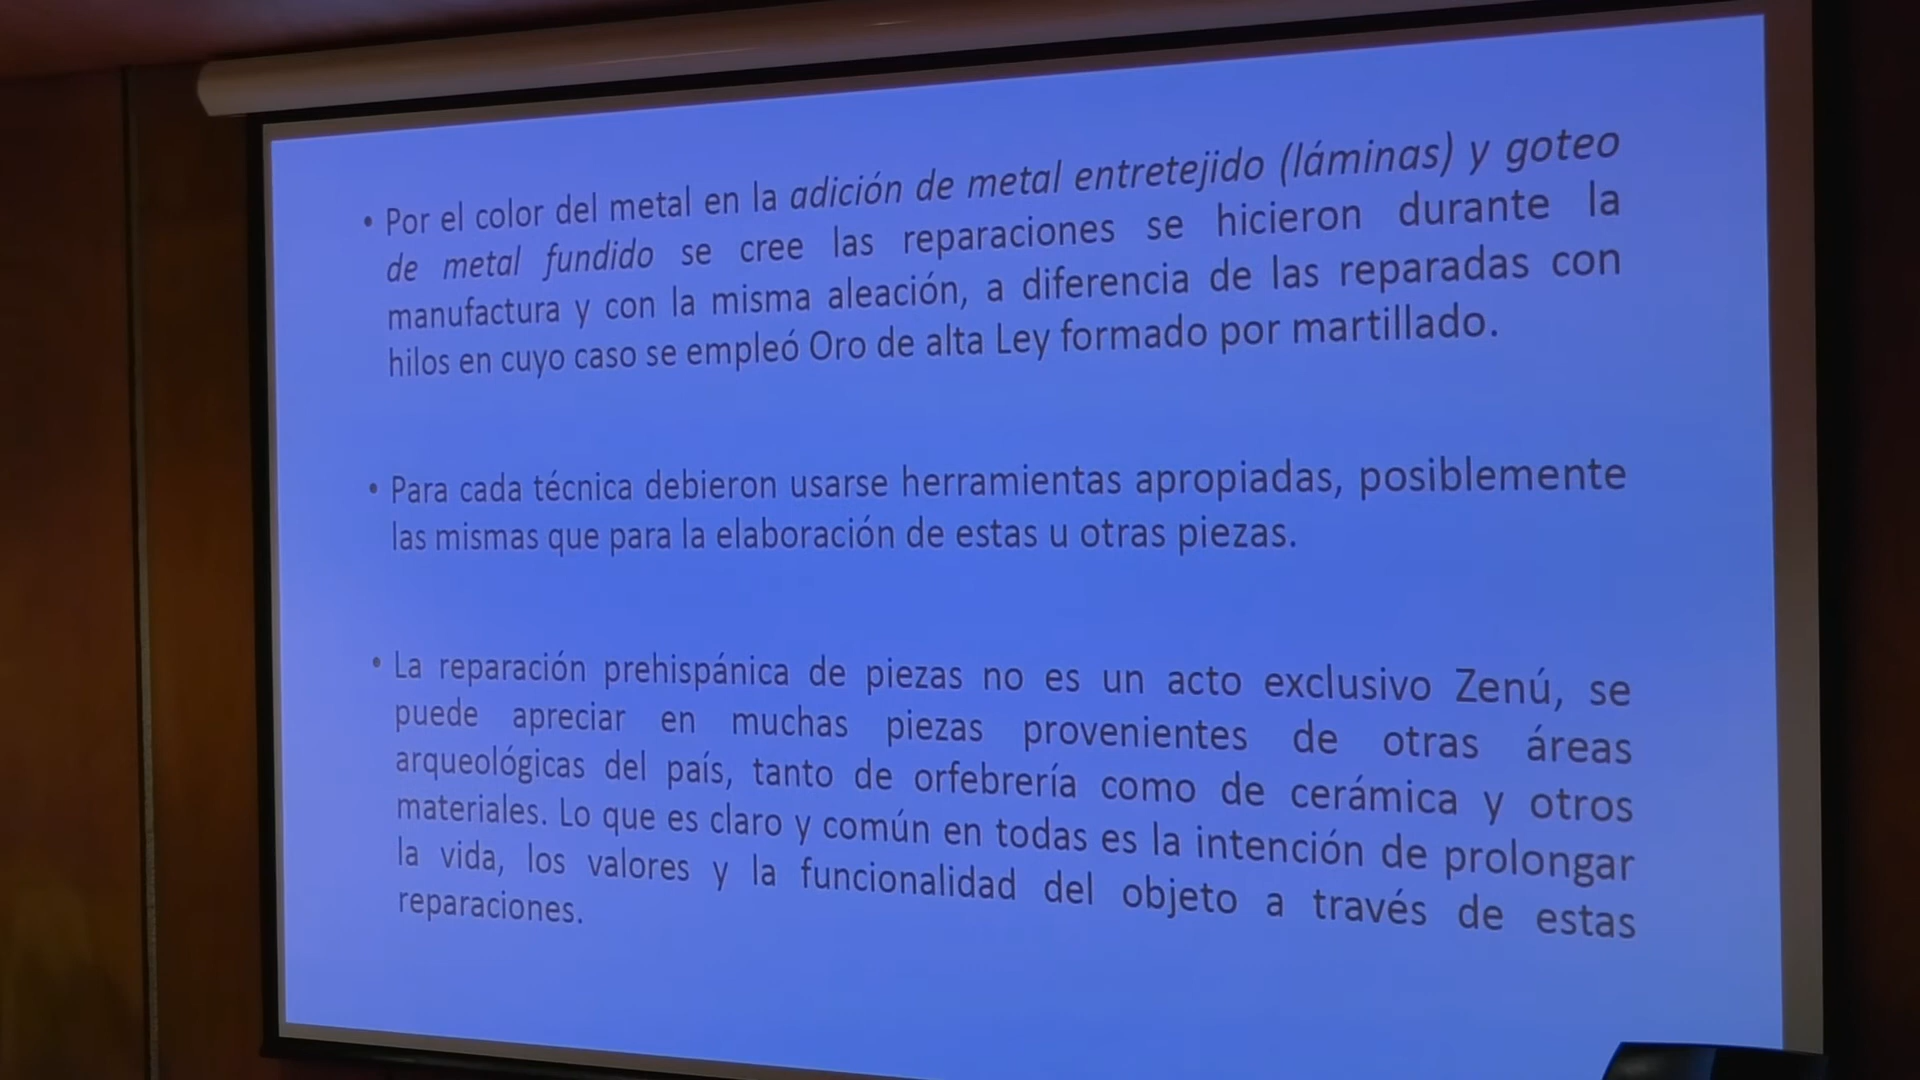 • Por el color del metal en la adición de metal entretejido (láminas) y goteo
de metal fundido se cree las reparaciones se hicieron durante la
manufactura y con la misma aleación, a diferencia de las reparadas con
hilos en cuyo caso se empleó Oro de alta Ley formado por martillado.
• Para cada técnica debieron usarse herramientas apropiadas, posiblemente
las mismas que para la elaboración de estas u otras piezas.
• La reparación prehispánica de piezas no es un acto exclusivo Zenú, se
puede apreciar en muchas piezas provenientes de otras áreas
arqueológicas del país, tanto de orfebrería como de cerámica y otros
materiales. Lo que es claro y común en todas es la intención de prolongar
la vida, los valores y la funcionalidad del objeto a través de estas
reparaciones.